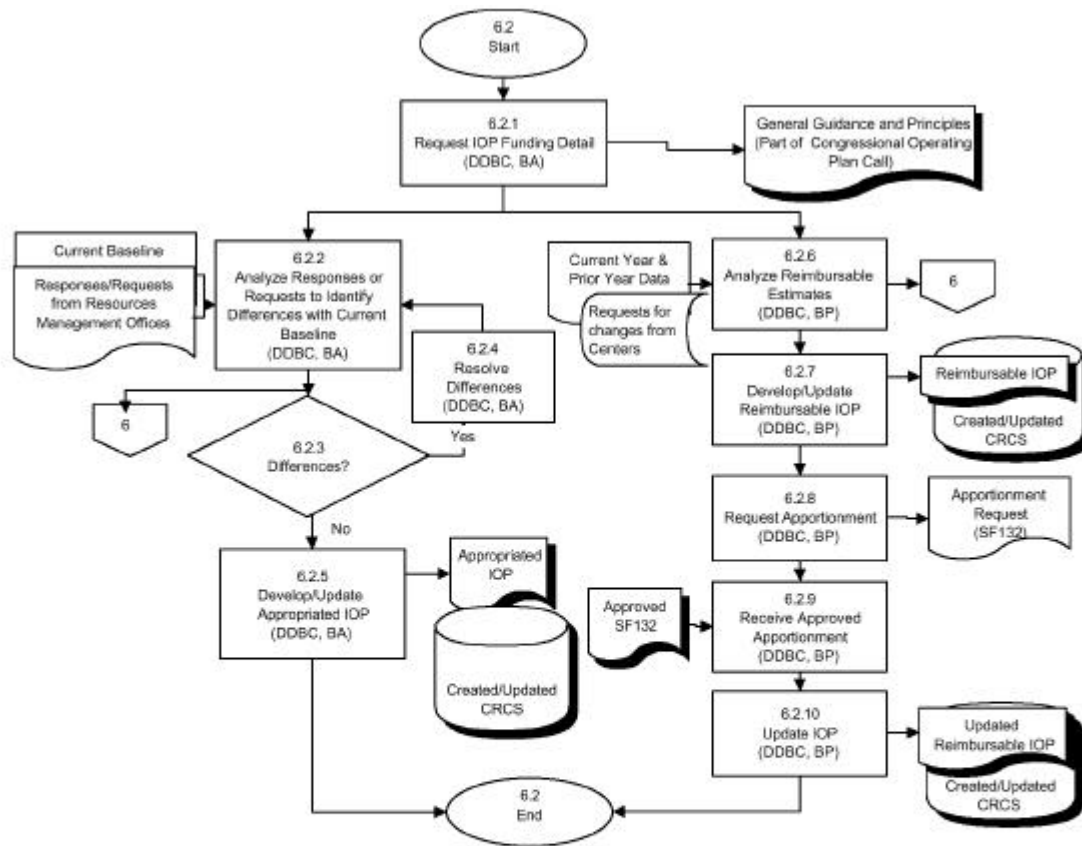 6.2
Start
6.2.1
Request IOP Funding Detail
(DDBC, BA)
General Guidance and Principles
(Part of Congressional Operating
Plan Call)
Current Baseline
Responses/Requests
from Resources
Management Offices
6.2.2
Analyze Responses or
Requests to Identify
Differences with Current
Baseline
(DDBC, BA)
6.2.4
Resolve
Differences
(DDBC, BA)
Yes
6
6.2.3
Differences?
No
6.2.5
Develop/Update
Appropriated IOP
(DDBC, BA)
Appropriated
IOP
Created/Updated
CRCS
Current Year &
Prior Year Data
Requests for
changes from
Centers
6.2.6
Analyze Reimbursable
Estimates
(DDBC, BP)
6
6.2.7
Develop/Update
Reimbursable IOP
(DDBC, BP)
Reimbursable IOP
Created/Updated
CRCS
6.2.8
Request Apportionment
(DDBC, BP)
Apportionment
Request
(SF132)
Approved
SF132
6.2.9
Receive Approved
Apportionment
(DDBC, BP)
6.2.10
Update IOP
(DDBC, BP)
Updated
Reimbursable IOP
Created/Updated
CRCS
6.2
End